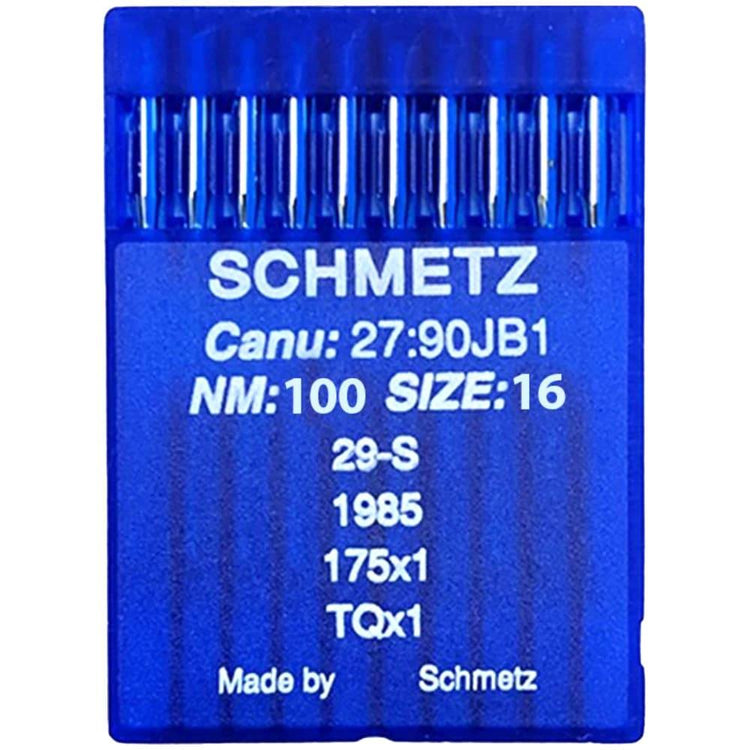 SCHMETZ
Canu: 27:90JB1
NM:100 SIZE:16
29-S
1985
175x1
TQx1
Made by Schmetz